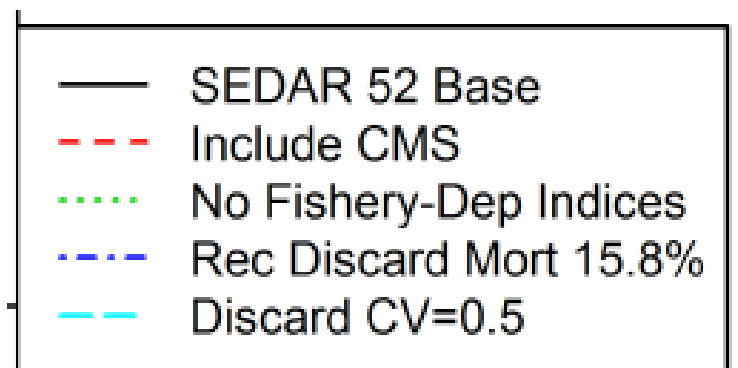 SEDAR 52 Base
Include CMS
No Fishery-Dep Indices
Rec Discard Mort 15.8%
Discard CV=0.5